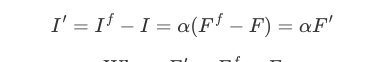 I′ = I^f − I = α(F^f − F) = αF′